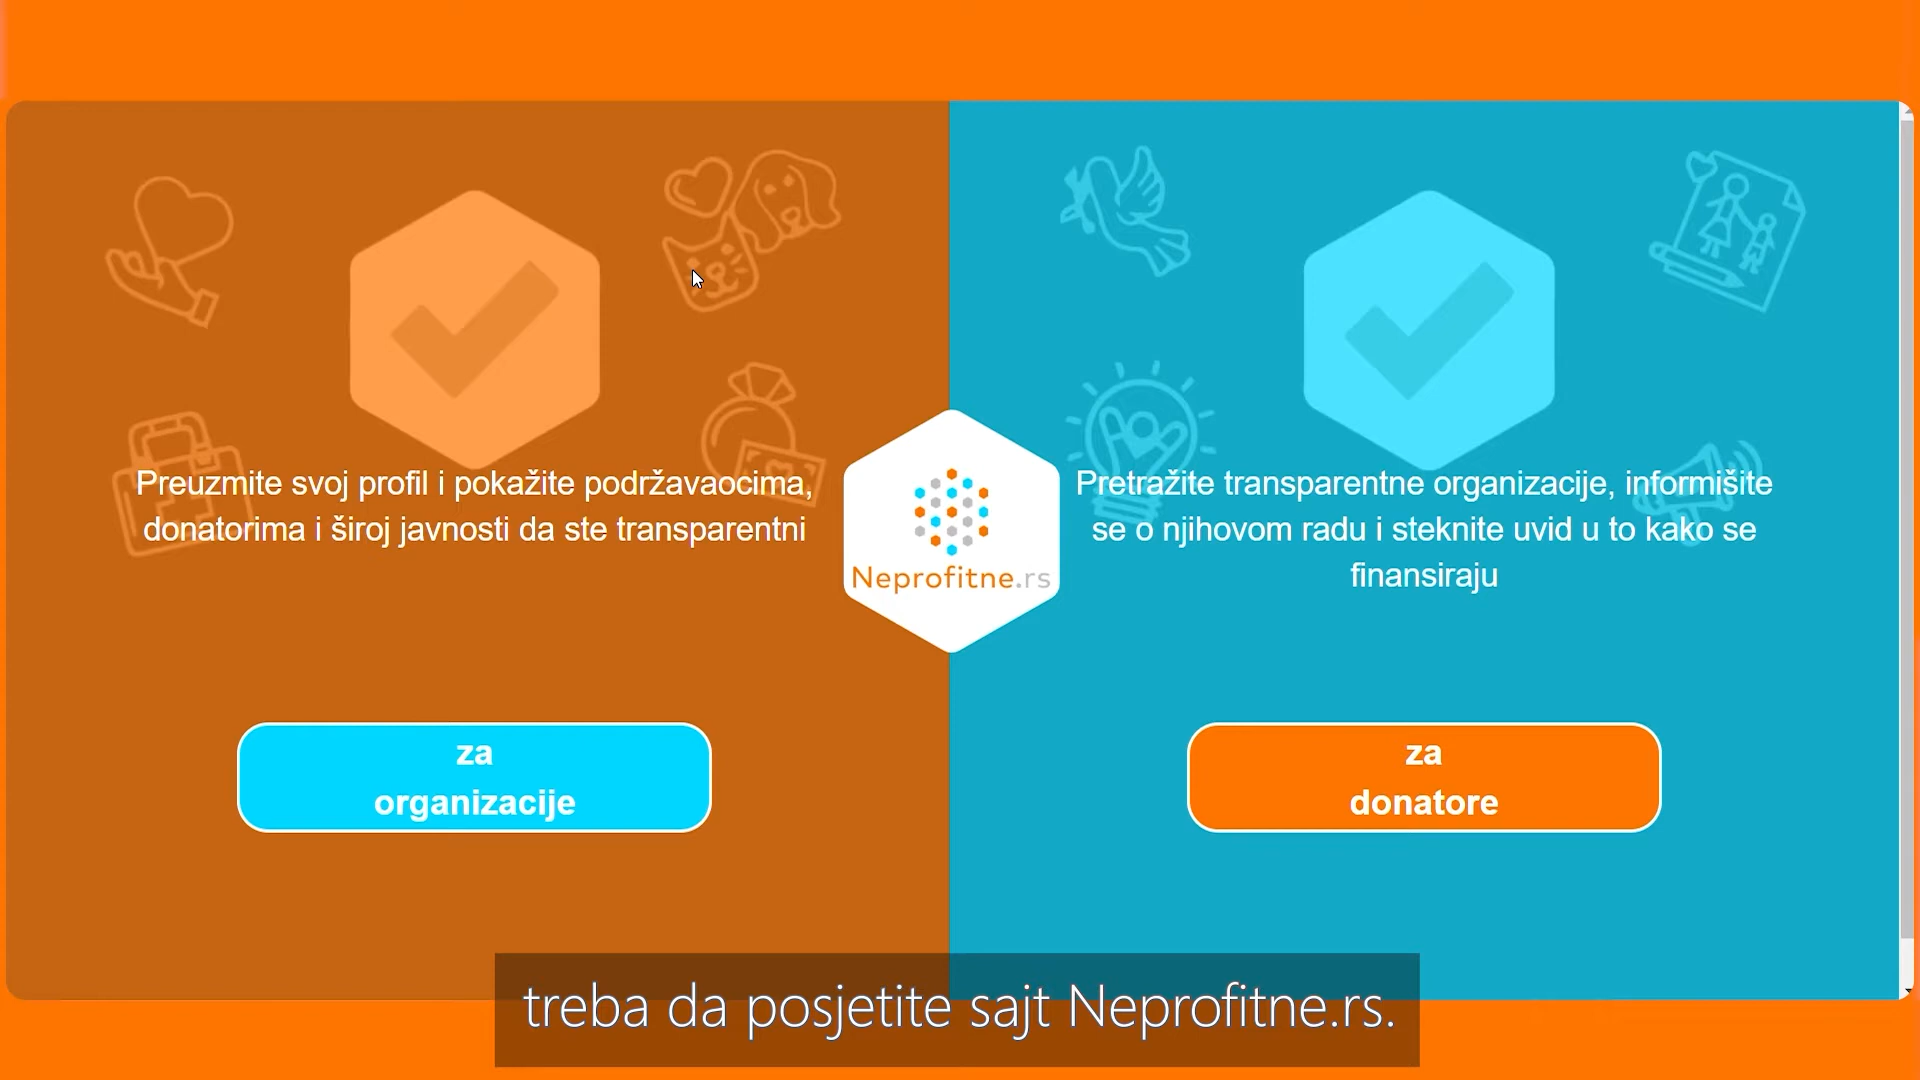 Preuzmite svoj profil i pokažite podržavaocima,
donatorima i široj javnosti da ste transparentni
za
organizacije
Neprofitne.rs
Pretražite transparentne organizacije, informišite
se o njihovom radu i steknite uvid u to kako se
finansiraju
za
donatore
treba da posjetite sajt Neprofitne.rs.